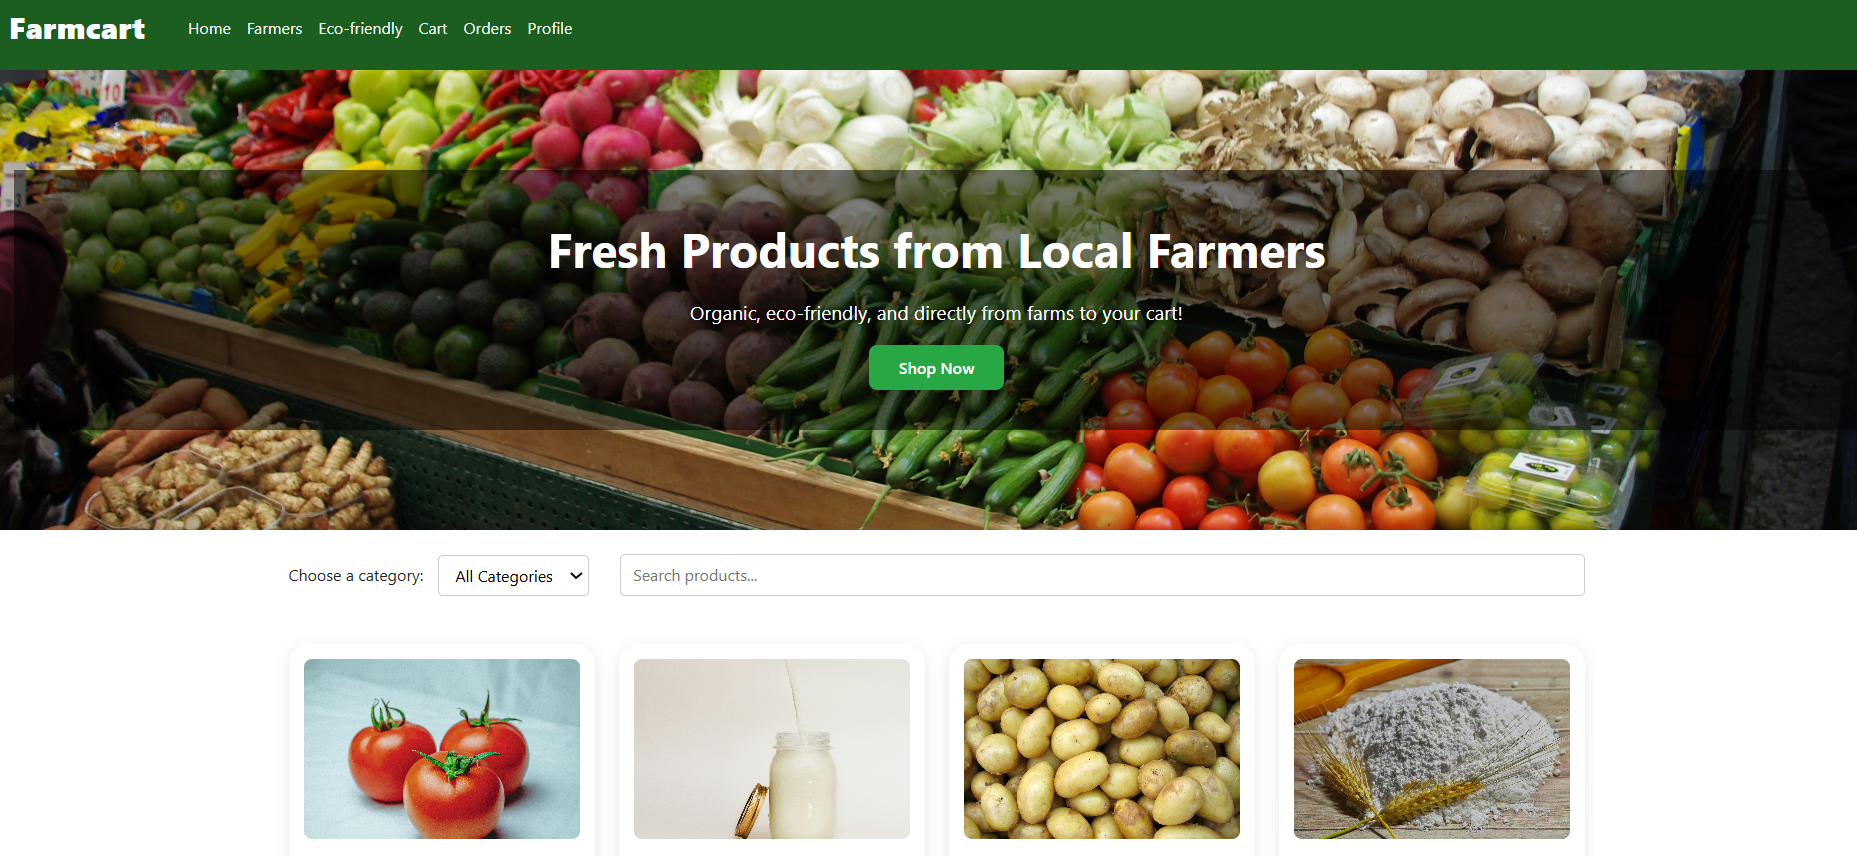 Farmcart
Home Farmers Eco-friendly Cart Orders Profile
10
Fresh Products from Local Farmers
Organic, eco-friendly, and directly from farms to your cart!
Shop Now
Choose a category: All Categories Search products...